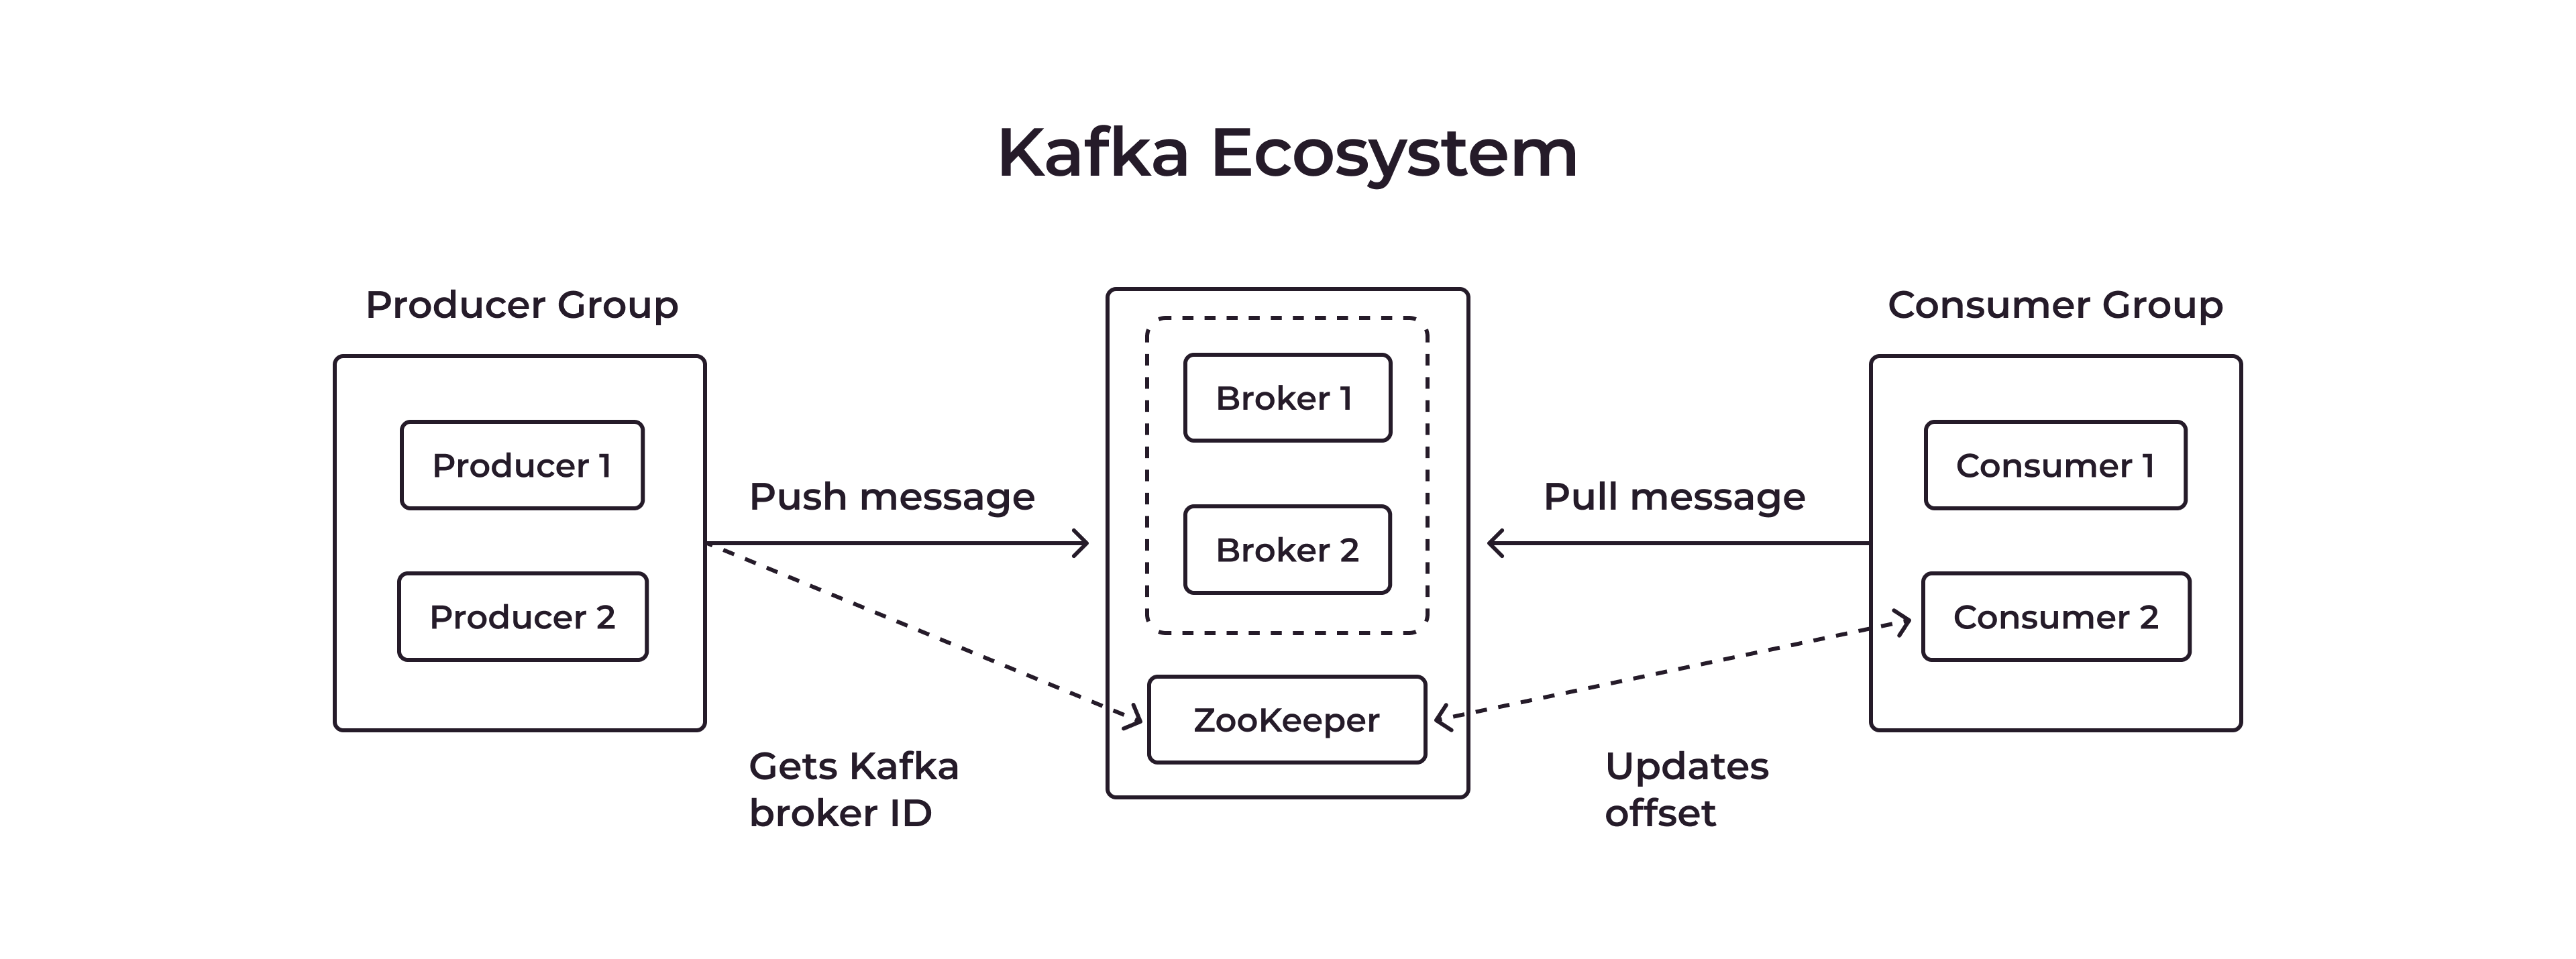 Kafka Ecosystem
Producer Group
Producer 1
Producer 2
Push message
Gets Kafka
broker ID
Broker 1
Broker 2
ZooKeeper
Pull message
Updates
offset
Consumer Group
Consumer 1
Consumer 2